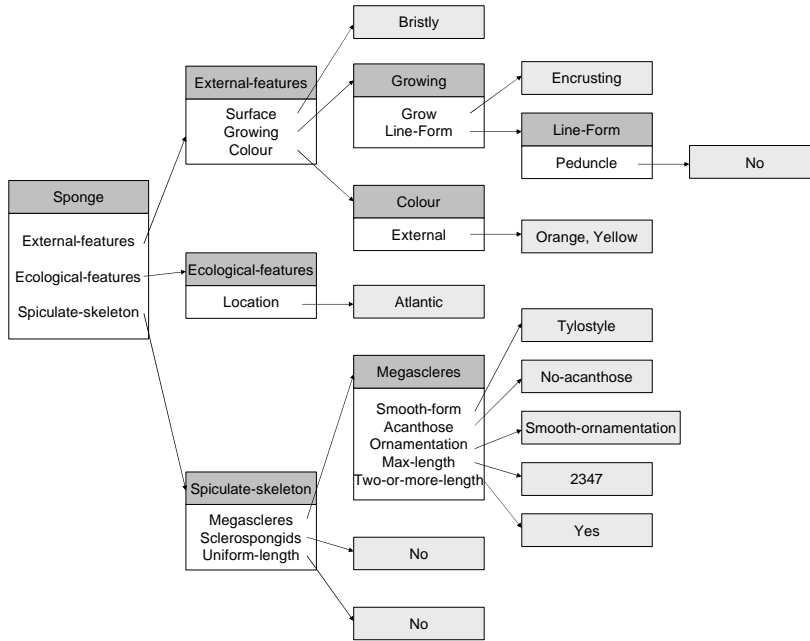 Bristly
External-features
Surface
Growing
Colour
Growing
Grow
Line-Form
Encrusting
Line-Form
Peduncle
No
Sponge
External-features
Ecological-features
Spiculate-skeleton
Colour
External
Orange, Yellow
Ecological-features
Location
Atlantic
Tylostyle
Megascleres
Smooth-form
Acanthose
Ornamentation
Max-length
Two-or-more-length
No-acanthose
Smooth-ornamentation
2347
Yes
Spiculate-skeleton
Megascleres
Sclerospongids
Uniform-length
No
No